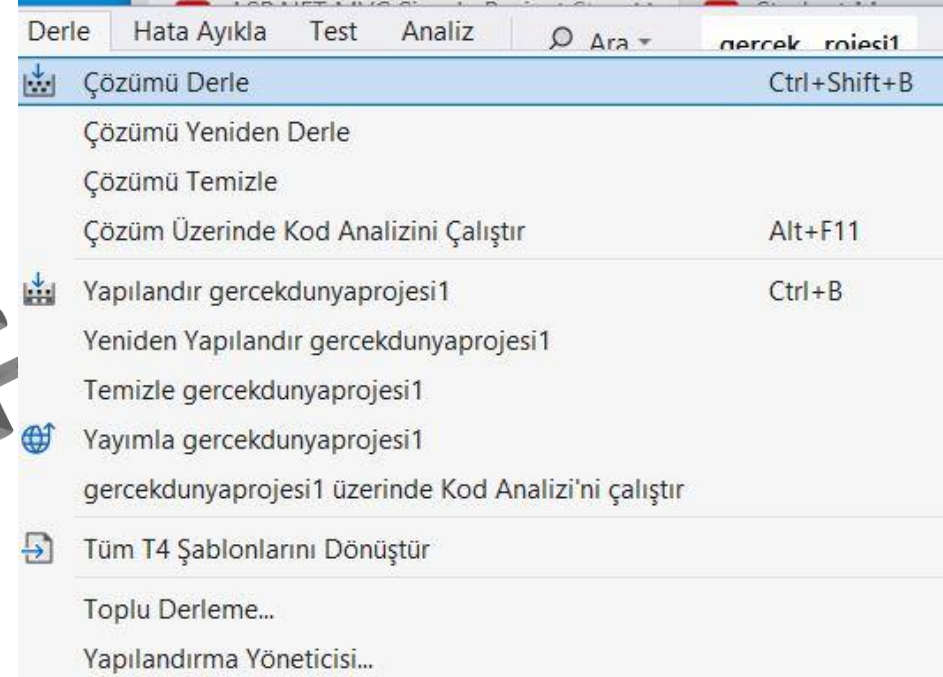 Derle Hata Ayıkla Test Analiz Ara
Çözümü Derle Ctrl+Shift+B
Çözümü Yeniden Derle
Çözümü Temizle
Çözüm Üzerinde Kod Analizini Çalıştır Alt+F11
Yapılandır gercekdunyaprojesi1 Ctrl+B
Yeniden Yapılandır gercekdunyaprojesi1
Temizle gercekdunyaprojesi1
Yayımla gercekdunyaprojesi1
gercekdunyaprojesi1 üzerinde Kod Analizi'ni çalıştır
Tüm T4 Şablonlarını Dönüştür
Toplu Derleme...
Yapılandırma Yöneticisi...